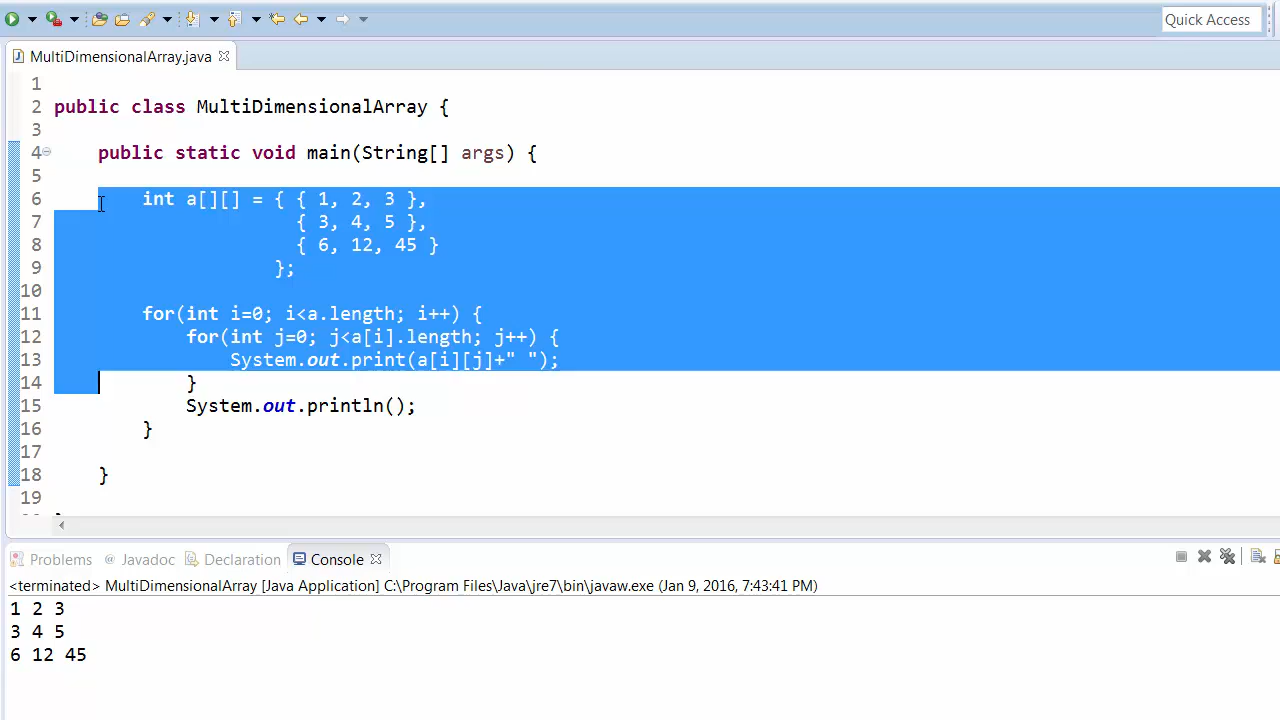 Quick Access
MultiDimensionalArray.java
1
2 public class MultiDimensionalArray {
3
4 public static void main(String[] args) {
5
6 int a[][] = { { 1, 2, 3 },
7 { 3, 4, 5 },
8 { 6, 12, 45 }
9 };
10
11 for(int i=0; i<a.length; i++) {
12 for(int j=0; j<a[i].length; j++) {
13 System.out.print(a[i][j]+" ");
14 }
15 System.out.println();
16 }
17
18 }
19
Problems @ Javadoc Declaration Console
<terminated> MultiDimensionalArray [Java Application] C:\Program Files\Java\jre7\bin\javaw.exe (Jan 9, 2016, 7:43:41 PM)
1 2 3
3 4 5
6 12 45